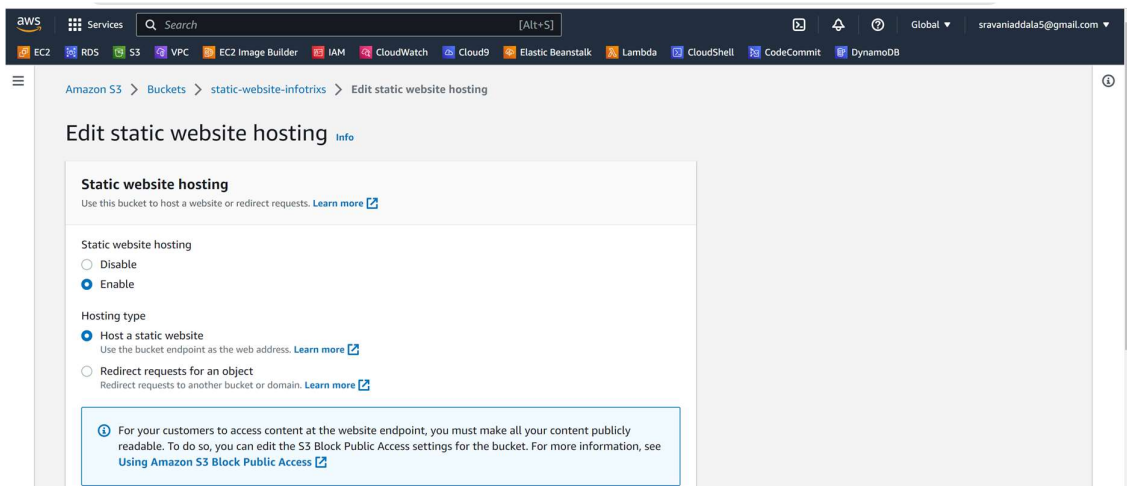 aws Services Search [Alt+S] Global sravaniaddala5@gmail.com
EC2 RDS S3 VPC EC2 Image Builder IAM CloudWatch Cloud9 Elastic Beanstalk Lambda CloudShell CodeCommit DynamoDB
Amazon S3 > Buckets > static-website-infotrixs > Edit static website hosting
Edit static website hosting Info
Static website hosting
Use this bucket to host a website or redirect requests. Learn more
Static website hosting
Disable
Enable
Hosting type
Host a static website
Use the bucket endpoint as the web address. Learn more
Redirect requests for an object
Redirect requests to another bucket or domain. Learn more
For your customers to access content at the website endpoint, you must make all your content publicly
readable. To do so, you can edit the S3 Block Public Access settings for the bucket. For more information, see
Using Amazon S3 Block Public Access